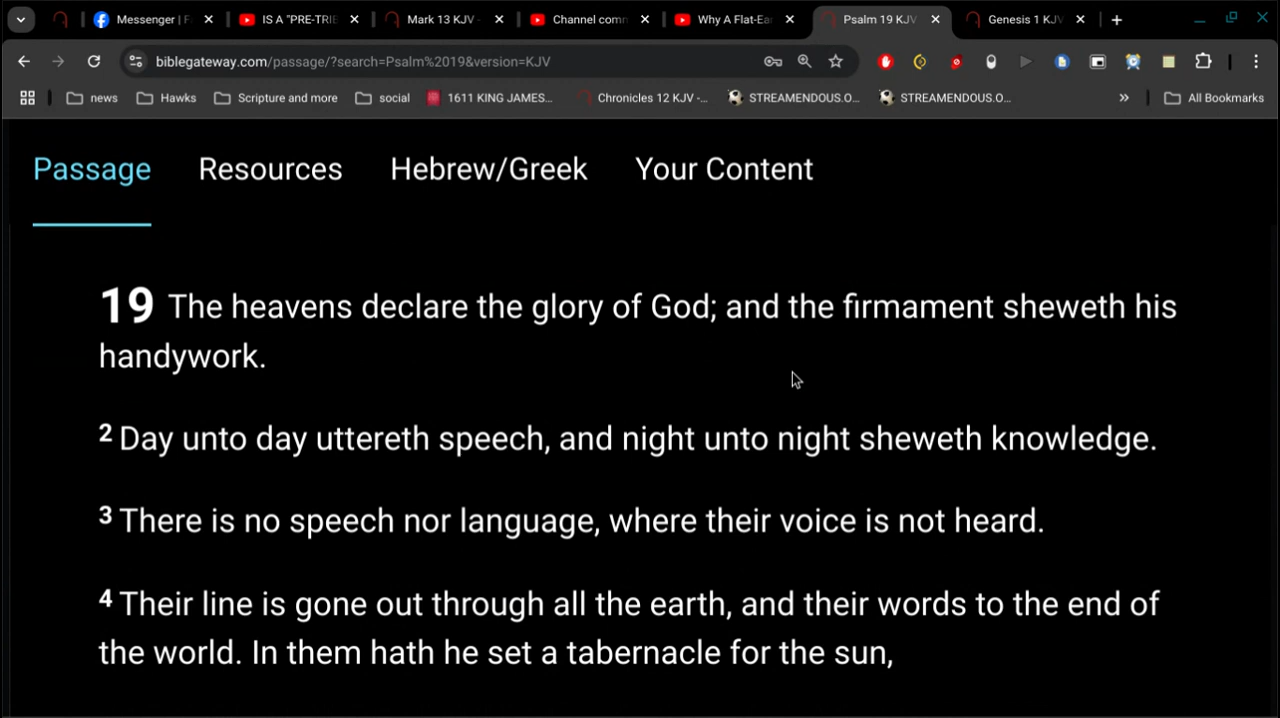 Messenger | F
IS A "PRE-TRIE
Mark 13 KJV -
Channel comm
Why A Flat-Ear
Psalm 19 KJV
Genesis 1 KJV
biblegateway.com/passage/?search=Psalm%2019&version=KJV
news
Hawks
Scripture and more
social
1611 KING JAMES...
Chronicles 12 KJV -...
STREAMENDOUS.O...
STREAMENDOUS.O...
»
All Bookmarks
Passage Resources Hebrew/Greek Your Content
19 The heavens declare the glory of God; and the firmament sheweth his
handywork.
2 Day unto day uttereth speech, and night unto night sheweth knowledge.
3 There is no speech nor language, where their voice is not heard.
4 Their line is gone out through all the earth, and their words to the end of
the world. In them hath he set a tabernacle for the sun,